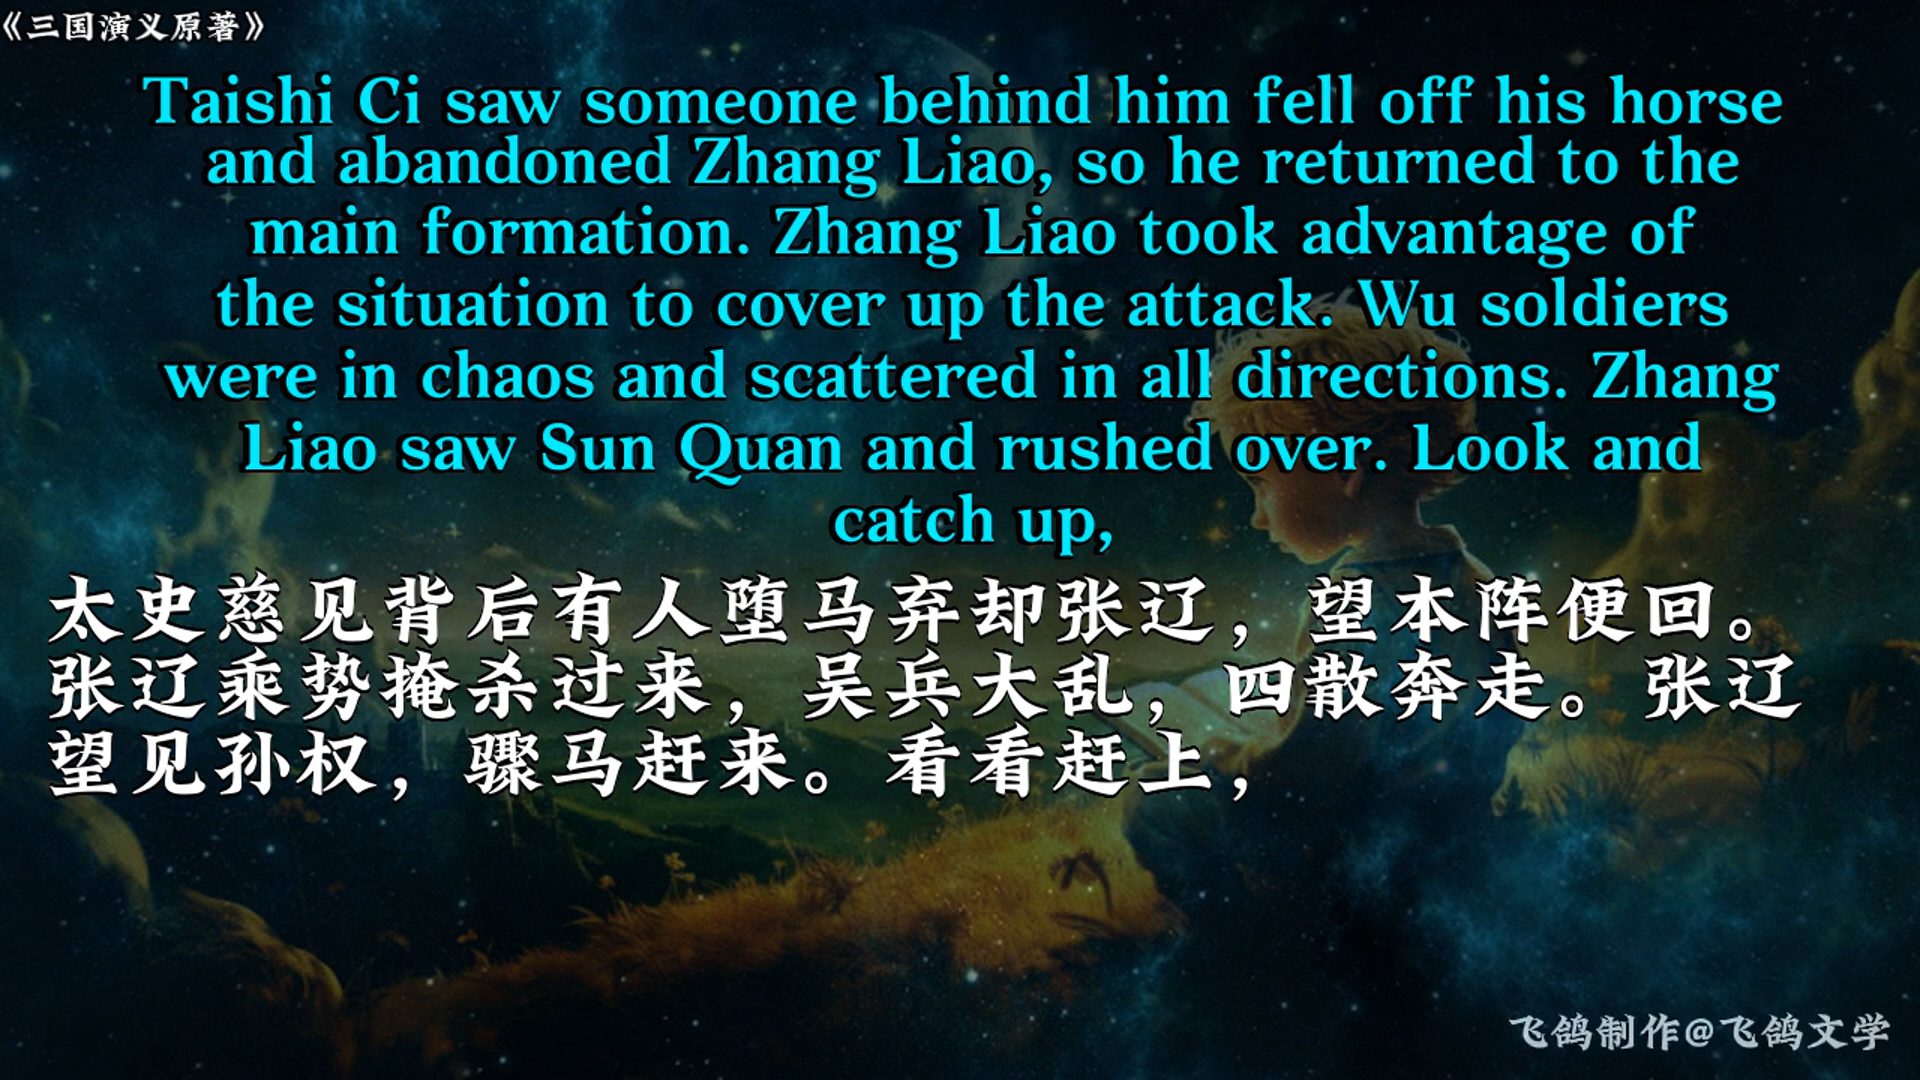 《三国演义原著》
Taishi Ci saw someone behind him fell off his horse
and abandoned Zhang Liao, so he returned to the
main formation. Zhang Liao took advantage of
the situation to cover up the attack. Wu soldiers
were in chaos and scattered in all directions. Zhang
Liao saw Sun Quan and rushed over. Look and
catch up,
太史慈见背后有人堕马弃却张辽，望本阵便回。
张辽乘势掩杀过来，吴兵大乱，四散奔走。张辽
望见孙权，骤马赶来。看看赶上，
飞鸽制作@飞鸽文学